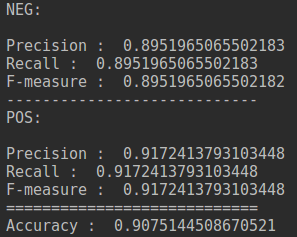 NEG:
Precision :  0.8951965065502183
Recall :  0.8951965065502183
F-measure :  0.8951965065502182
----------------------------
POS:
Precision :  0.9172413793103448
Recall :  0.9172413793103448
F-measure :  0.9172413793103448
============================
Accuracy :  0.9075144508670521